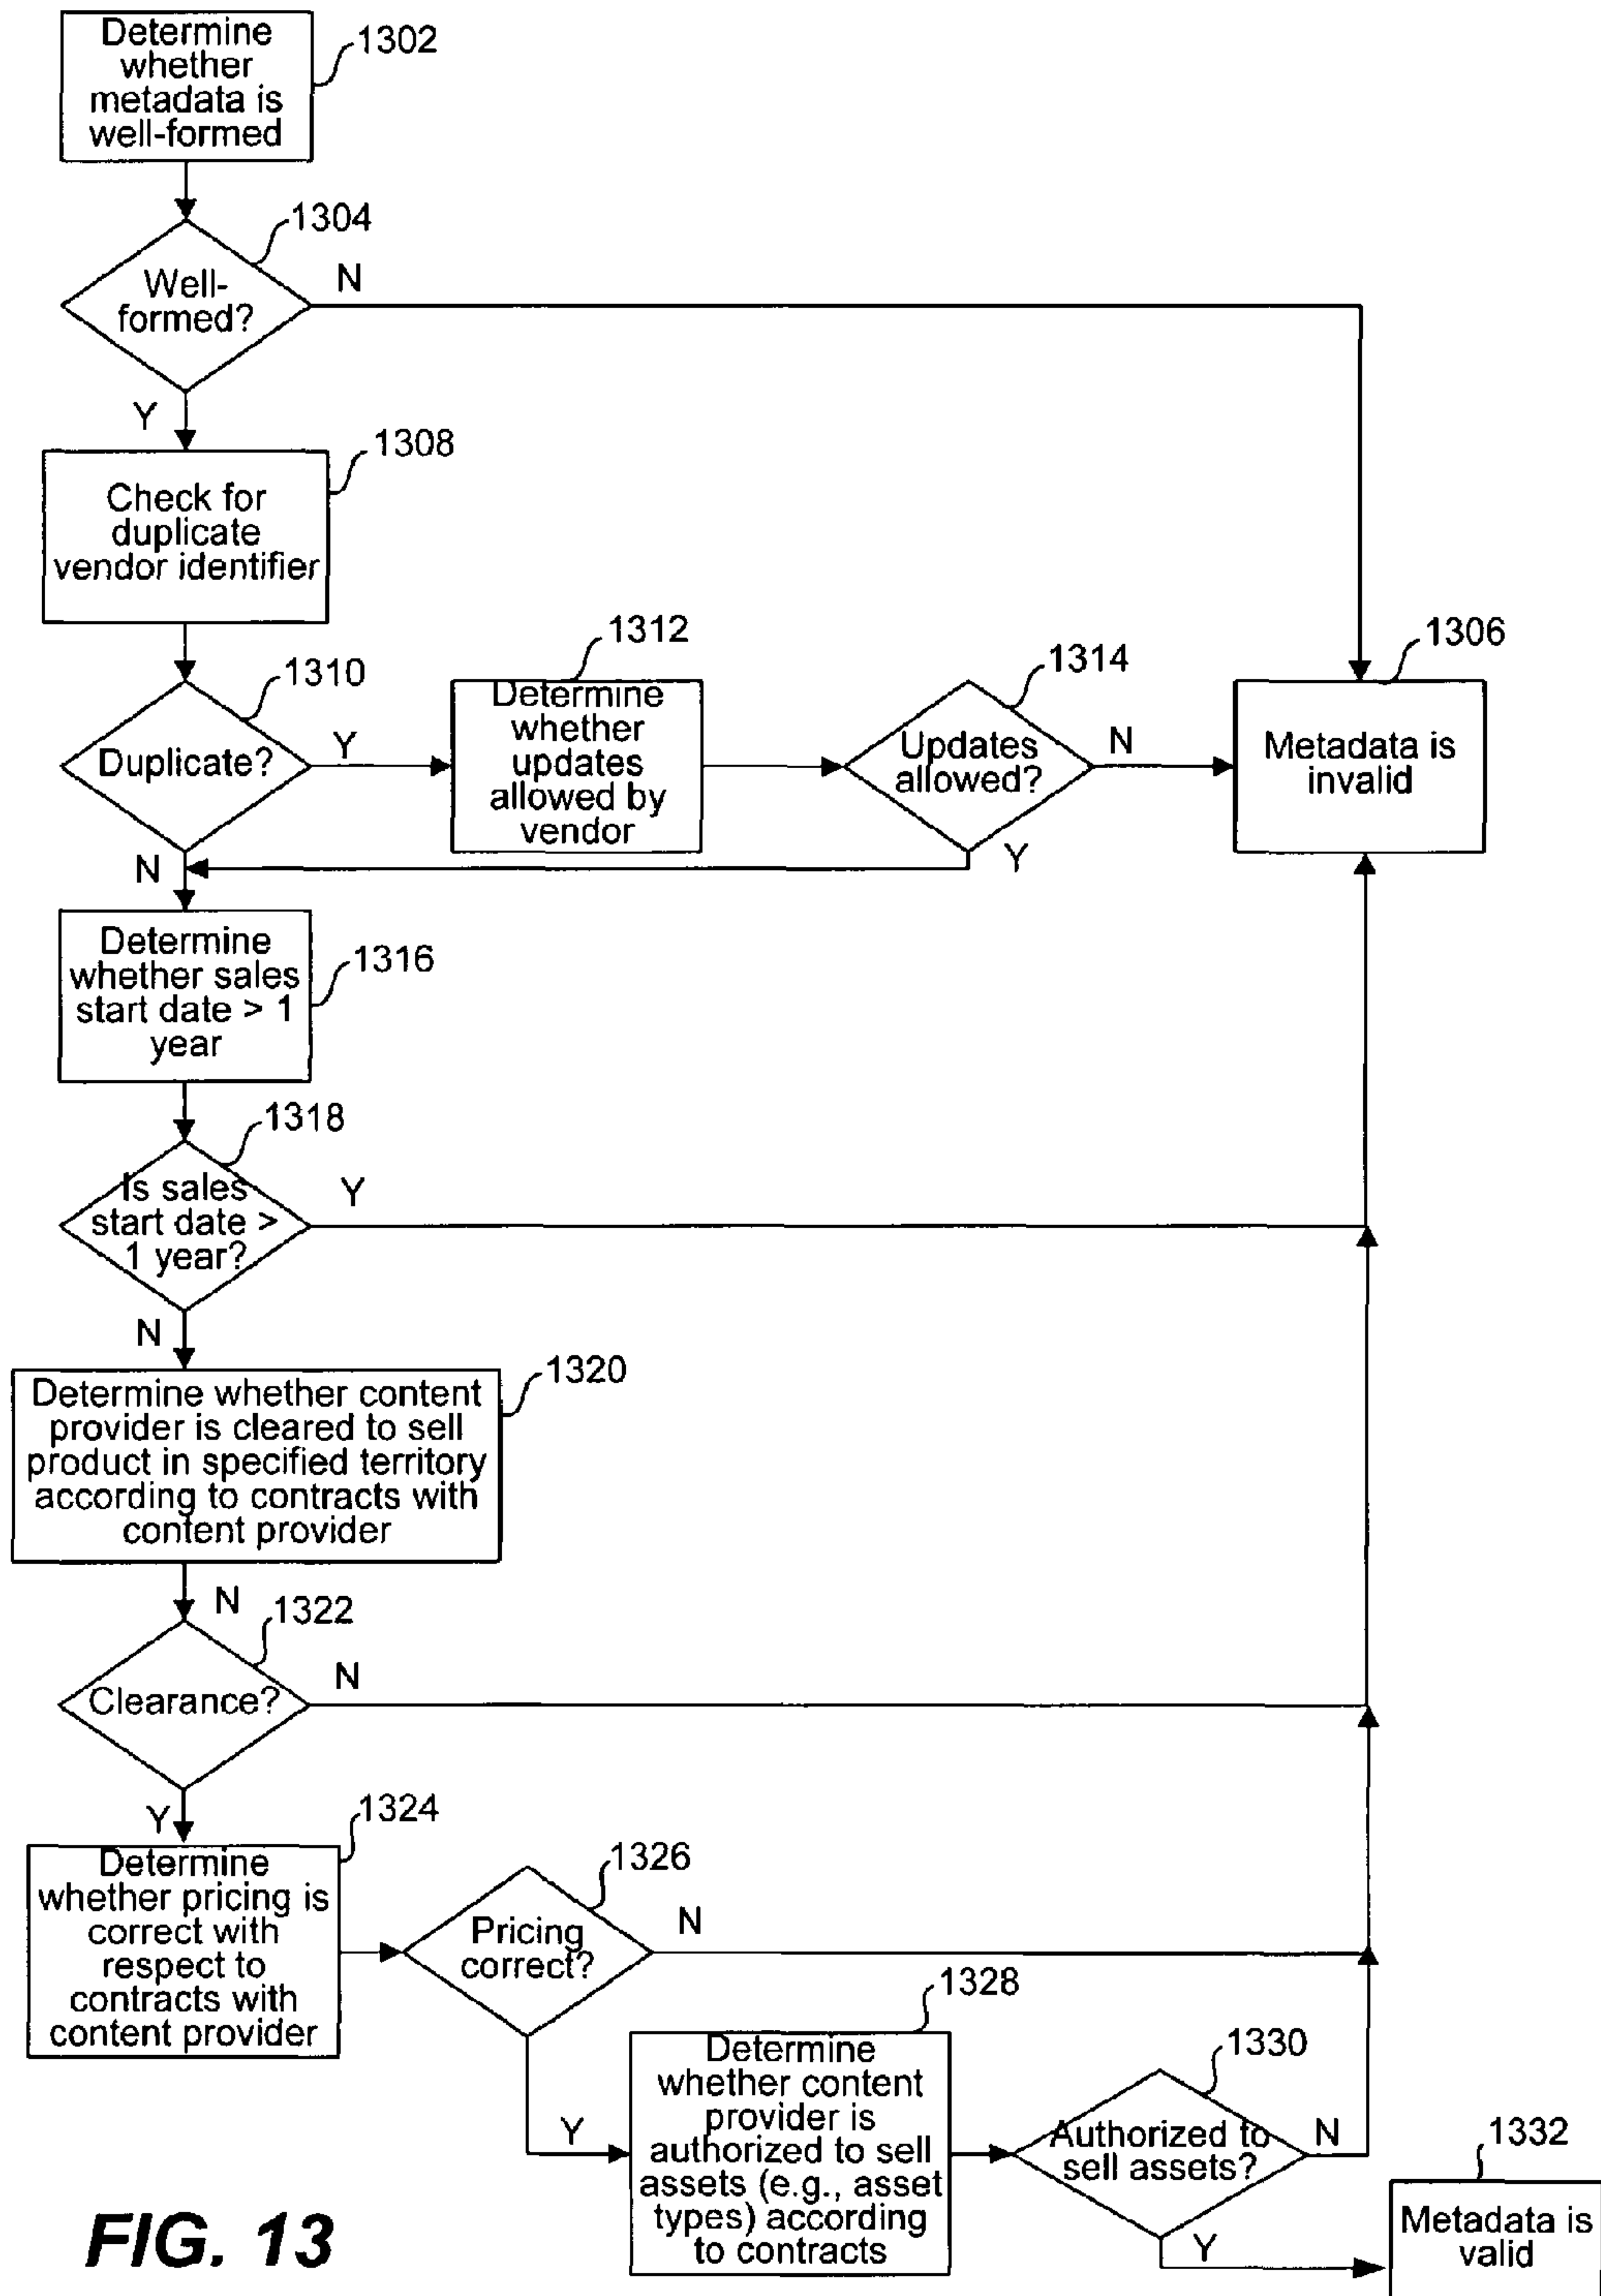 Determine
whether
metadata is
well-formed
1302
1304
Well-
formed?
N
Y
1308
Check for
duplicate
vendor identifier
1310
Duplicate?
Y
1312
Determine
whether
updates
allowed by
vendor
1314
Updates
allowed?
N
1306
Metadata is
invalid
N
Y
Determine
whether sales
start date > 1
year
1316
1318
Is sales
start date >
1 year?
Y
N
1320
Determine whether content
provider is cleared to sell
product in specified territory
according to contracts with
content provider
N
1322
Clearance?
N
Y
1324
Determine
whether pricing is
correct with
respect to
contracts with
content provider
1326
Pricing
correct?
N
Y
1328
Determine
whether content
provider is
authorized to sell
assets (e.g., asset
types) according
to contracts
1330
Authorized to
sell assets?
N
Y
1332
Metadata is
valid
FIG. 13